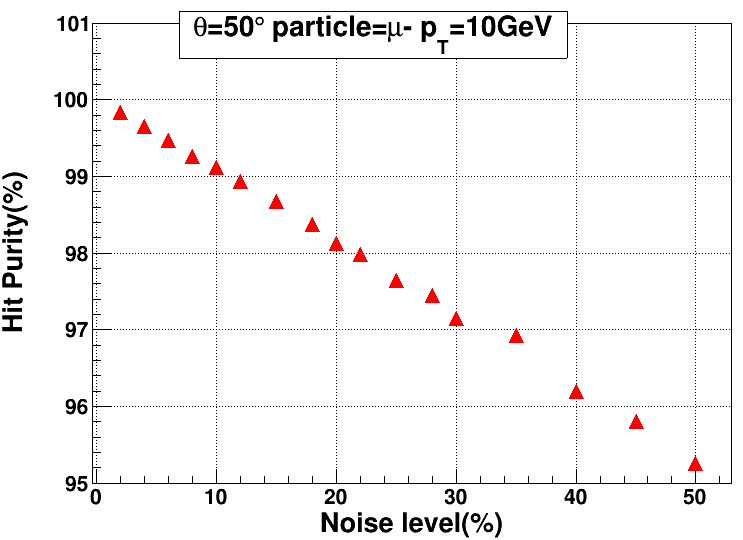 θ=50° particle=μ- p_T=10GeV
101
100
99
98
97
96
95
Hit Purity(%)
0 10 20 30 40 50
Noise level(%)